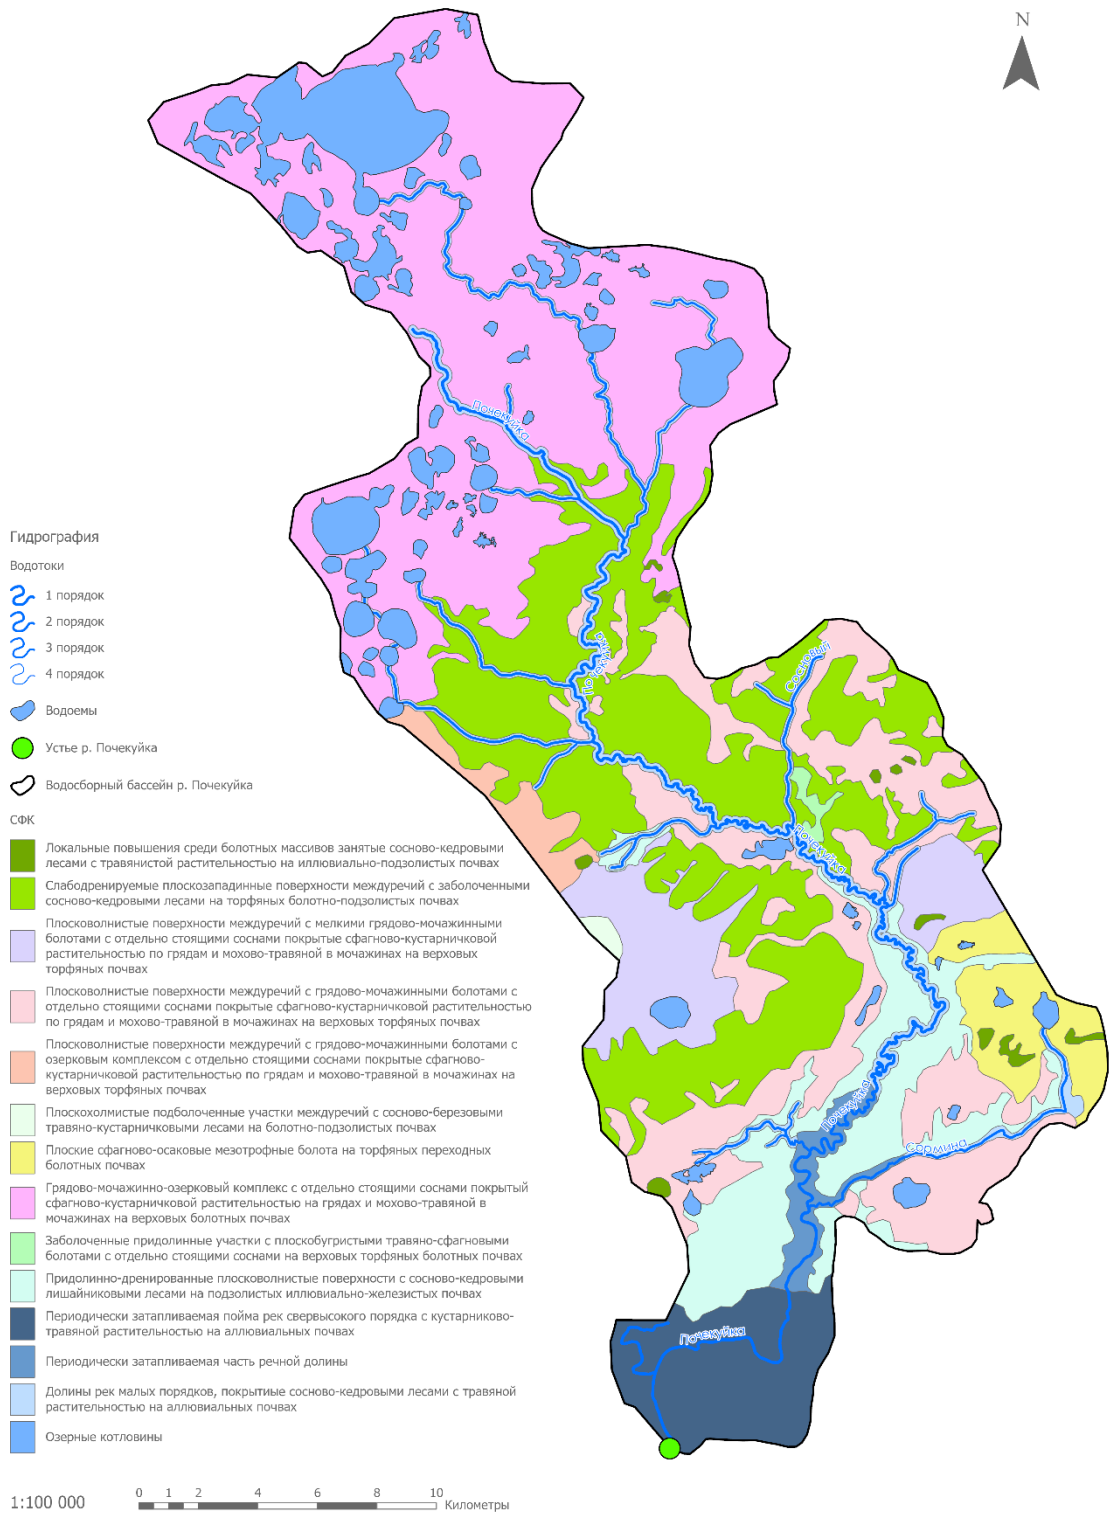 N
Почекуйка
Почекуйка
Сосновый
Почекуйка
Почекуйка
Сормина
Почекуйка
Гидрография
Водотоки
1 порядок
2 порядок
3 порядок
4 порядок
Водоемы
Устье р. Почекуйка
Водосборный бассейн р. Почекуйка
СФК
Локальные повышения среди болотных массивов занятые сосново-кедровыми
лесами с травянистой растительностью на иллювиально-подзолистых почвах
Слабодренируемые плоскозападинные поверхности междуречий с заболоченными
сосново-кедровыми лесами на торфяных болотно-подзолистых почвах
Плосковолнистые поверхности междуречий с мелкими грядово-мочажинными
болотами с отдельно стоящими соснами покрытые сфагново-кустарничковой
растительностью по грядам и мохово-травяной в мочажинах на верховых
торфяных почвах
Плосковолнистые поверхности междуречий с грядово-мочажинными болотами с
отдельно стоящими соснами покрытые сфагново-кустарничковой растительностью
по грядам и мохово-травяной в мочажинах на верховых торфяных почвах
Плосковолнистые поверхности междуречий с грядово-мочажинными болотами с
озерковым комплексом с отдельно стоящими соснами покрытые сфагново-
кустарничковой растительностью по грядам и мохово-травяной в мочажинах на
верховых торфяных почвах
Плоскохолмистые подболоченные участки междуречий с сосново-березовыми
травяно-кустарничковыми лесами на болотно-подзолистых почвах
Плоские сфагново-осаковые мезотрофные болота на торфяных переходных
болотных почвах
Грядово-мочажинно-озерковый комплекс с отдельно стоящими соснами покрытый
сфагново-кустарничковой растительностью на грядах и мохово-травяной в
мочажинах на верховых болотных почвах
Заболоченные придолинные участки с плоскобугристыми травяно-сфагновыми
болотами с отдельно стоящими соснами на верховых торфяных болотных почвах
Придолинно-дренированные плосковолнистые поверхности с сосново-кедровыми
лишайниковыми лесами на подзолистых иллювиально-железистых почвах
Периодически затапливаемая пойма рек свервысокого порядка с кустариково-
травяной растительностью на аллювиальных почвах
Периодически затапливаемая часть речной долины
Долины рек малых порядков, покрытиые сосново-кедровыми лесами с травяной
растительностью на аллювиальных почвах
Озерные котловины
1:100 000
0 1 2 4 6 8 10
Километры